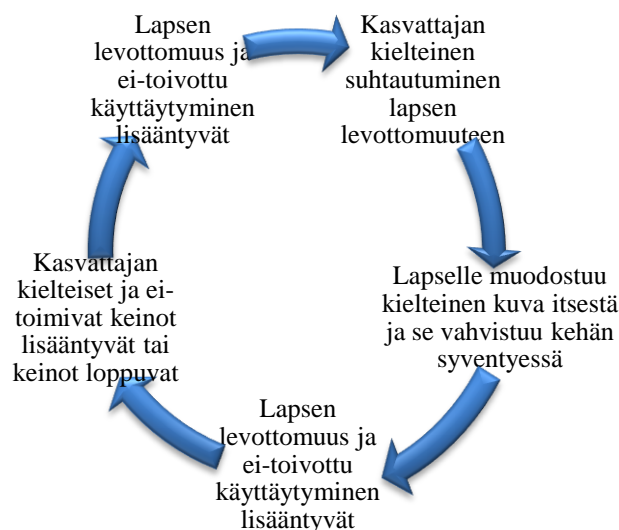 Lapsen
levottomuus ja
ei-toivottu
käyttäytyminen
lisääntyvät
Kasvattajan
kielteinen
suhtautuminen
lapsen
levottomuuteen
Lapselle muodostuu
kielteinen kuva itsestä
ja se vahvistuu kehän
syventyessä
Lapsen
levottomuus ja
ei-toivottu
käyttäytyminen
lisääntyvät
Kasvattajan
kielteiset ja ei-
toimivat keinot
lisääntyvät tai
keinot loppuvat